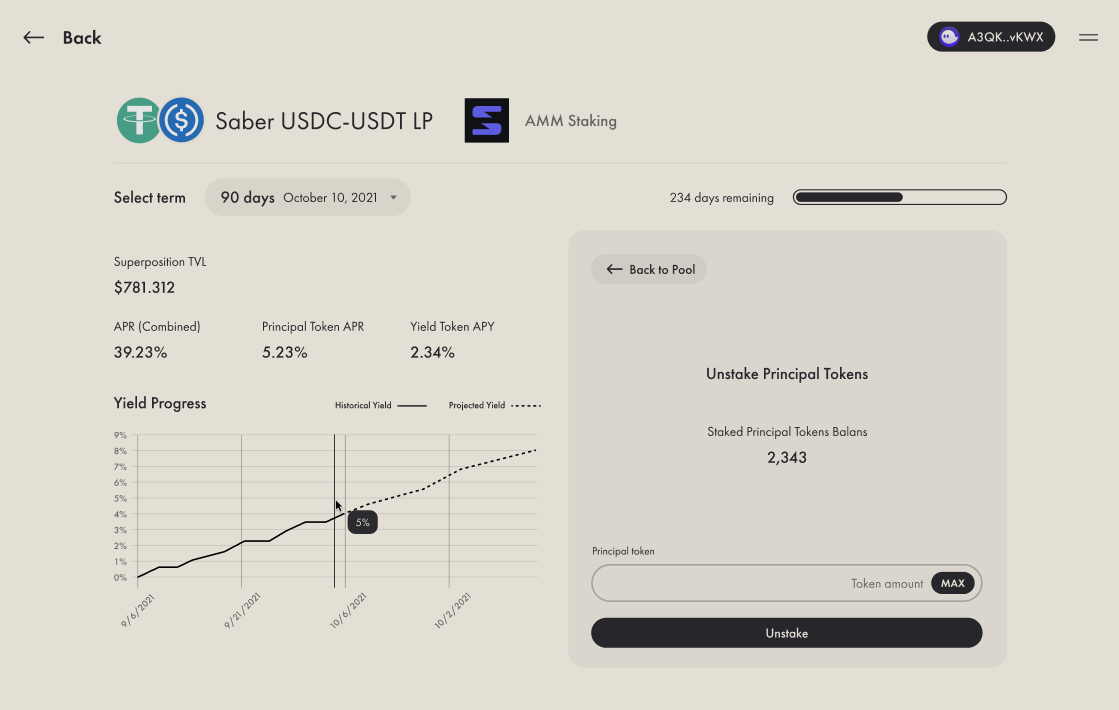 Back
A3QK..vKWX
Saber USDC-USDT LP
AMM Staking
Select term
90 days October 10, 2021
234 days remaining
Superposition TVL
$781.312
APR (Combined)
39.23%
Principal Token APR
5.23%
Yield Token APY
2.34%
Yield Progress
Historical Yield
Projected Yield
9%
8%
7%
6%
5%
4%
3%
2%
1%
0%
5%
9/6/2021
9/21/2021
10/6/2021
10/2/2021
Back to Pool
Unstake Principal Tokens
Staked Principal Tokens Balans
2,343
Principal token
Token amount
MAX
Unstake